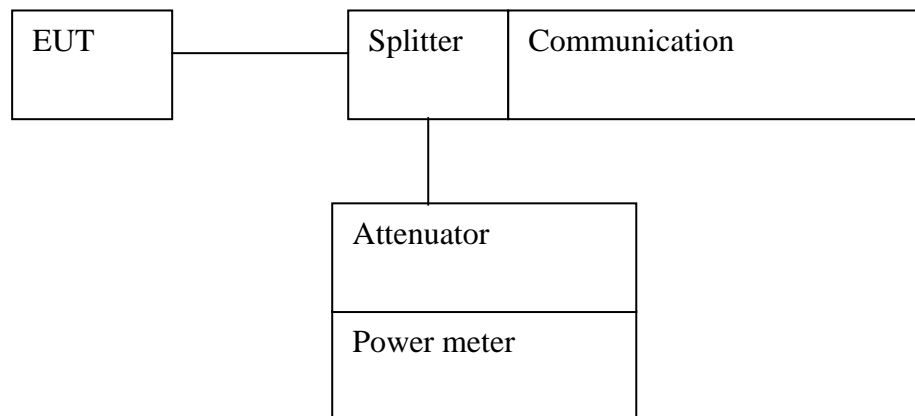 EUT
Splitter
Communication
Attenuator
Power meter